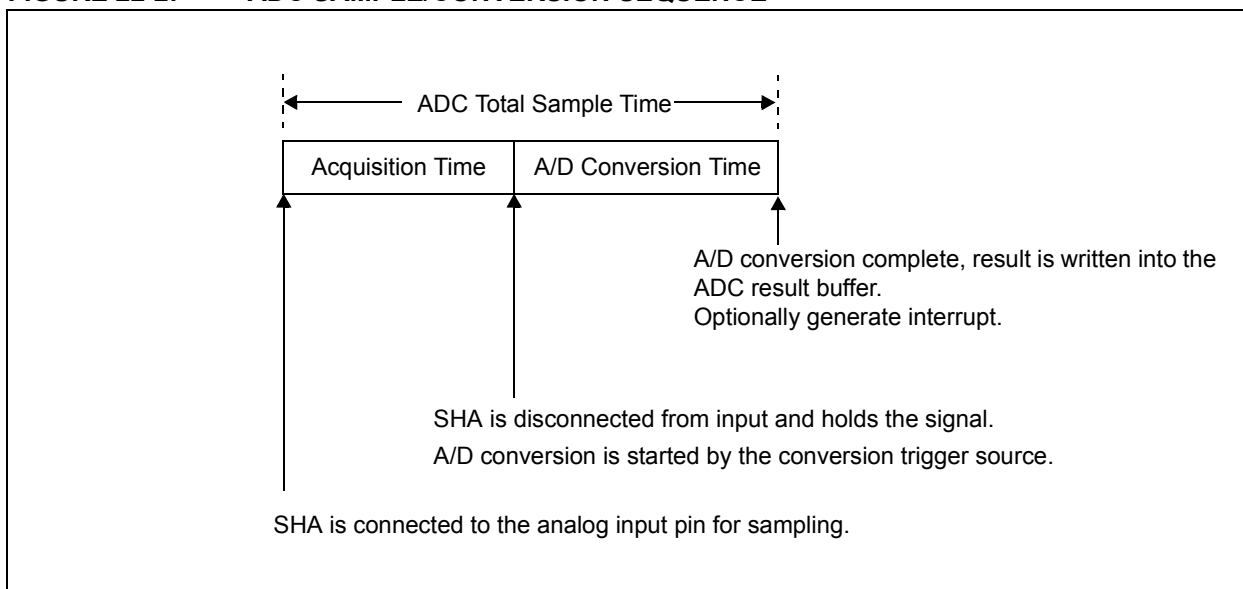 ADC Total Sample Time
Acquisition Time
A/D Conversion Time
A/D conversion complete, result is written into the
ADC result buffer.
Optionally generate interrupt.
SHA is disconnected from input and holds the signal.
A/D conversion is started by the conversion trigger source.
SHA is connected to the analog input pin for sampling.